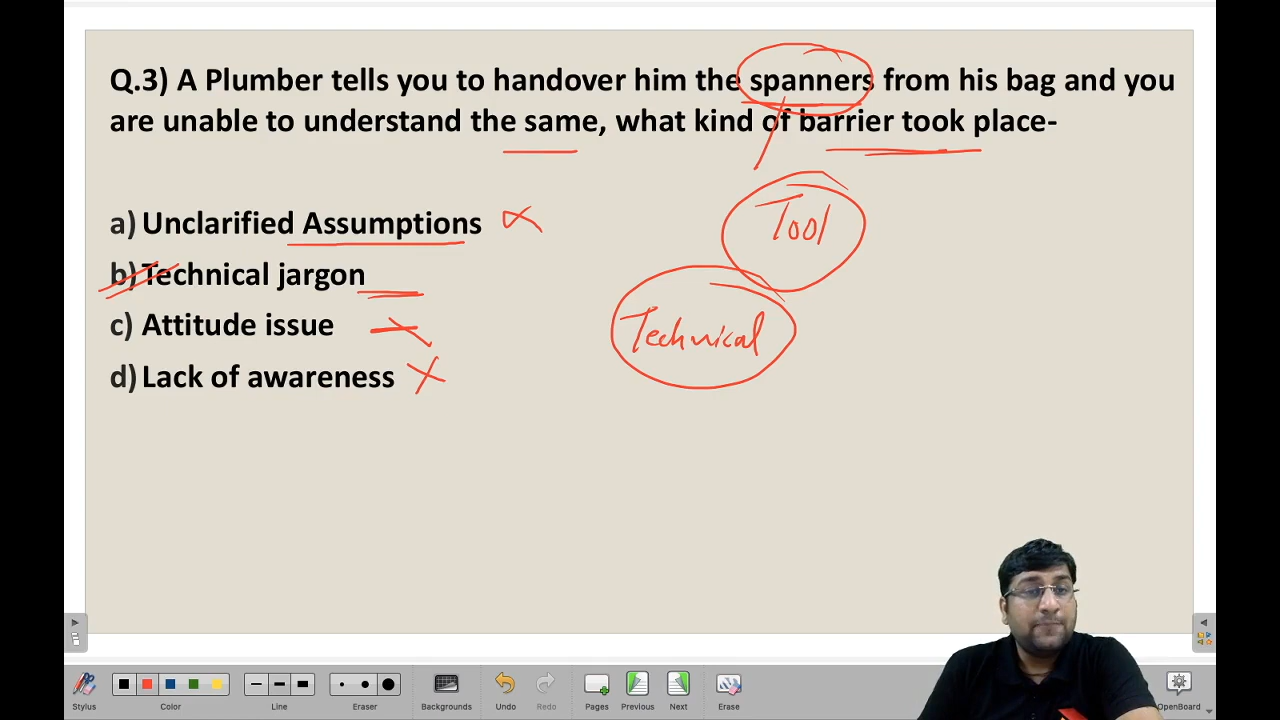 Q.3) A Plumber tells you to handover him the spanners from his bag and you
are unable to understand the same, what kind of barrier took place-
Tool
a) Unclarified Assumptions
b) Technical jargon
Technical
c) Attitude issue
d) Lack of awareness
Stylus
Color
Line
Eraser
Backgrounds
Undo
Redo
Pages
Previous
Next
Erase
OpenBoard